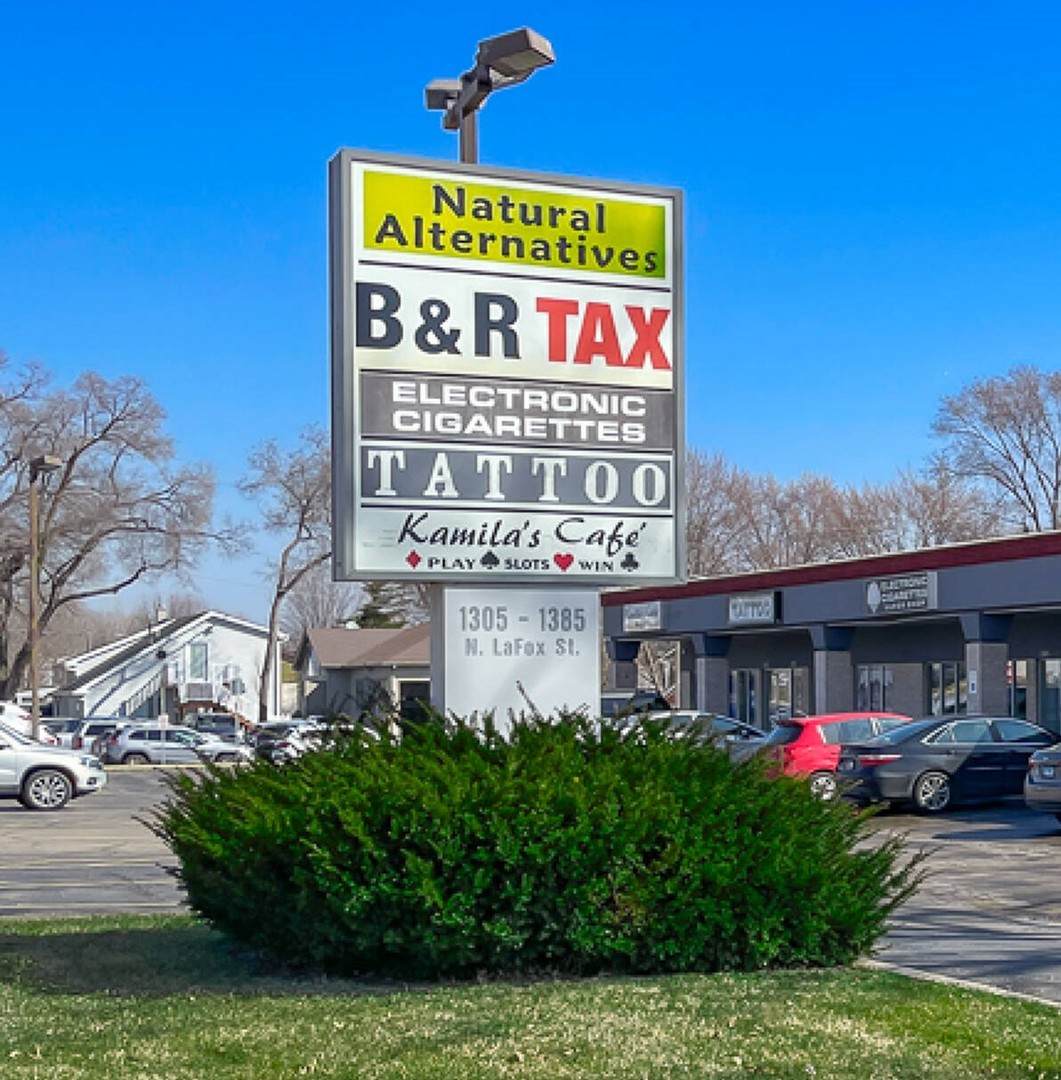 Natural
Alternatives
B&R TAX
ELECTRONIC
CIGARETTES
TATTOO
Kamila's Café
PLAY SLOTS WIN
1305 - 1385
N. LaFox St.
TATTOO
ELECTRONIC
CIGARETTES